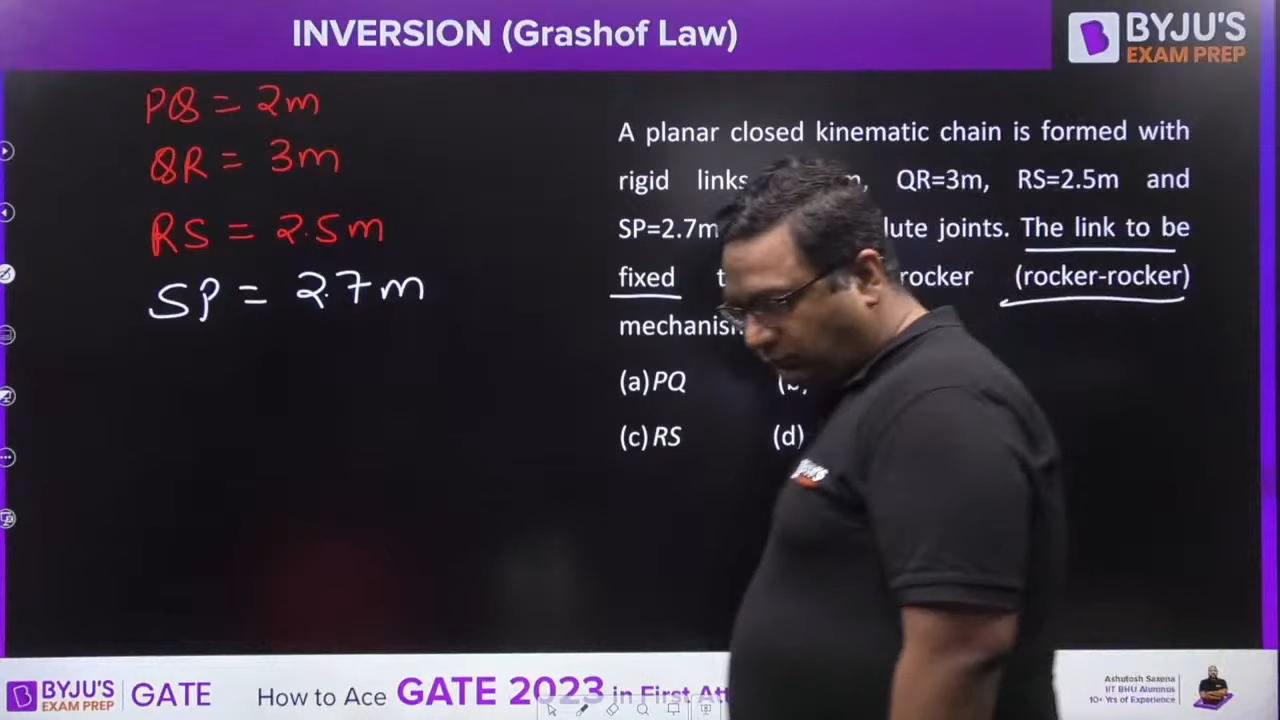 INVERSION (Grashof Law)
BYJU'S
EXAM PREP
PQ = 2m
QR = 3m
RS = 2.5m
SP = 2.7m
A planar closed kinematic chain is formed with
rigid links QR=3m, RS=2.5m and
SP=2.7m joints. The link to be
fixed rocker (rocker-rocker)
(a) PQ
(c) RS (d)
BYJU'S
EXAM PREP
GATE
How to Ace GATE 2023 in First
Ashutosh Saxena
IIT BHU Alumnus
10+ Yrs of Experience